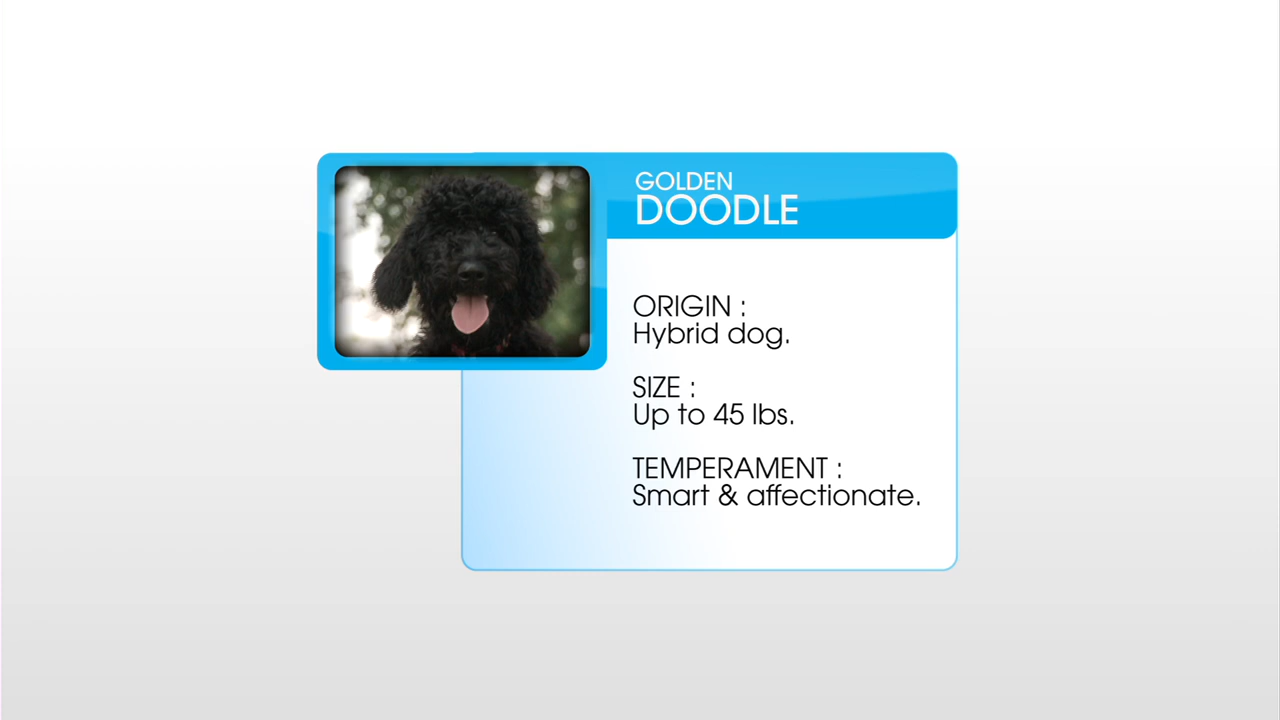 GOLDEN
DOODLE
ORIGIN :
Hybrid dog.
SIZE :
Up to 45 lbs.
TEMPERAMENT :
Smart & affectionate.